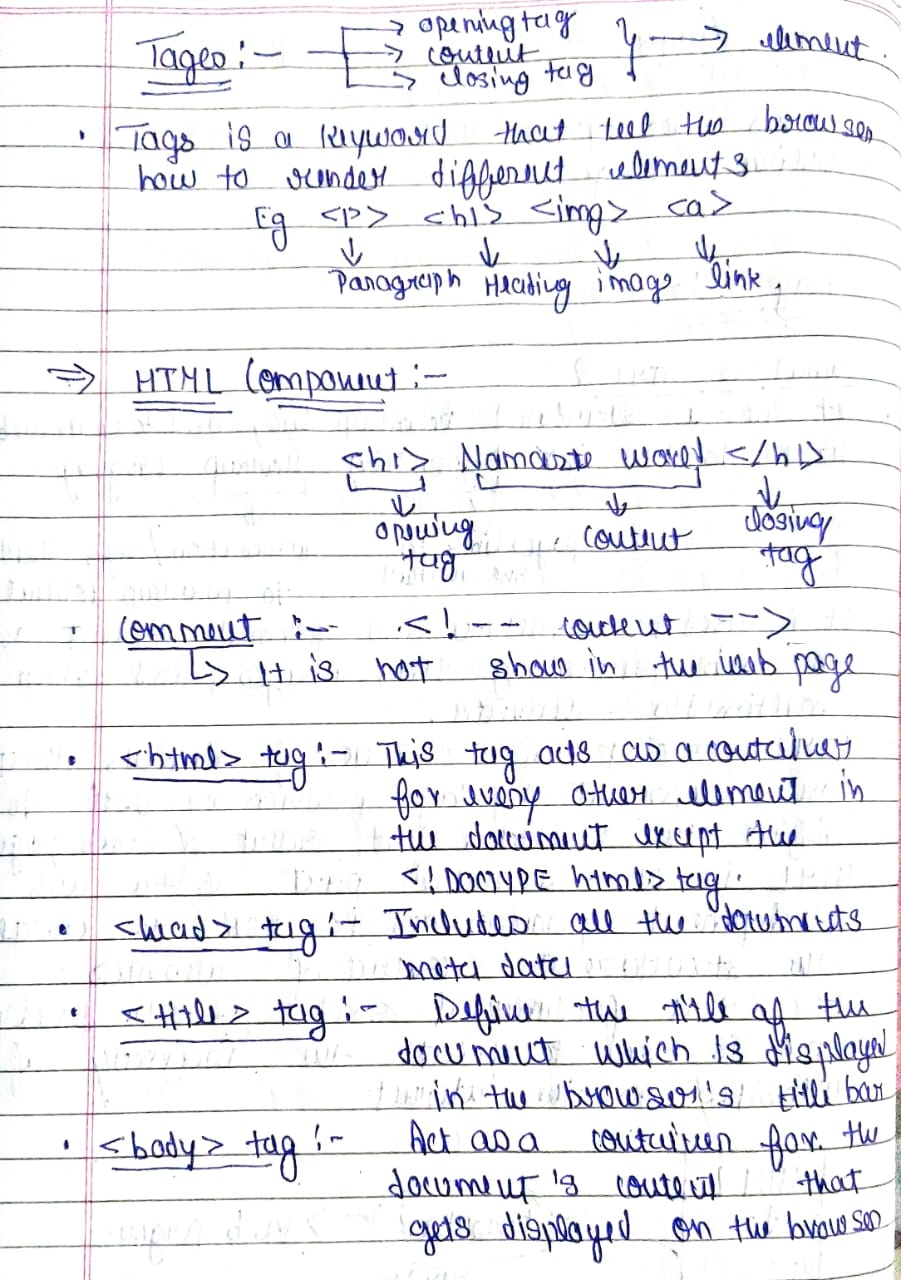 Tages :- → opening tag
→ content } → element.
→ closing tag
• Tags is a keyword that tell the browser
how to render different elements
Eg <P> <h1> <img> <a>
↓ ↓ ↓ ↓
Paragraph Heading image link.
⇒ HTML Component :-
<h1> Namaste world </h1>
↓ ↓ ↓
opening content closing
tag tag
• Comment :-- <!-- content -->
↳ It is not show in the web page
• <html> tag :- This tag acts as a container
for every other element in
the document except the
<!DOCTYPE html> tag.
• <head> tag :- Includes all the documents
meta data
• <title> tag :- Define the title of the
document which is displayed
in the browser's title bar
• <body> tag :- Act as a container for the
document's content that
gets displayed on the browser